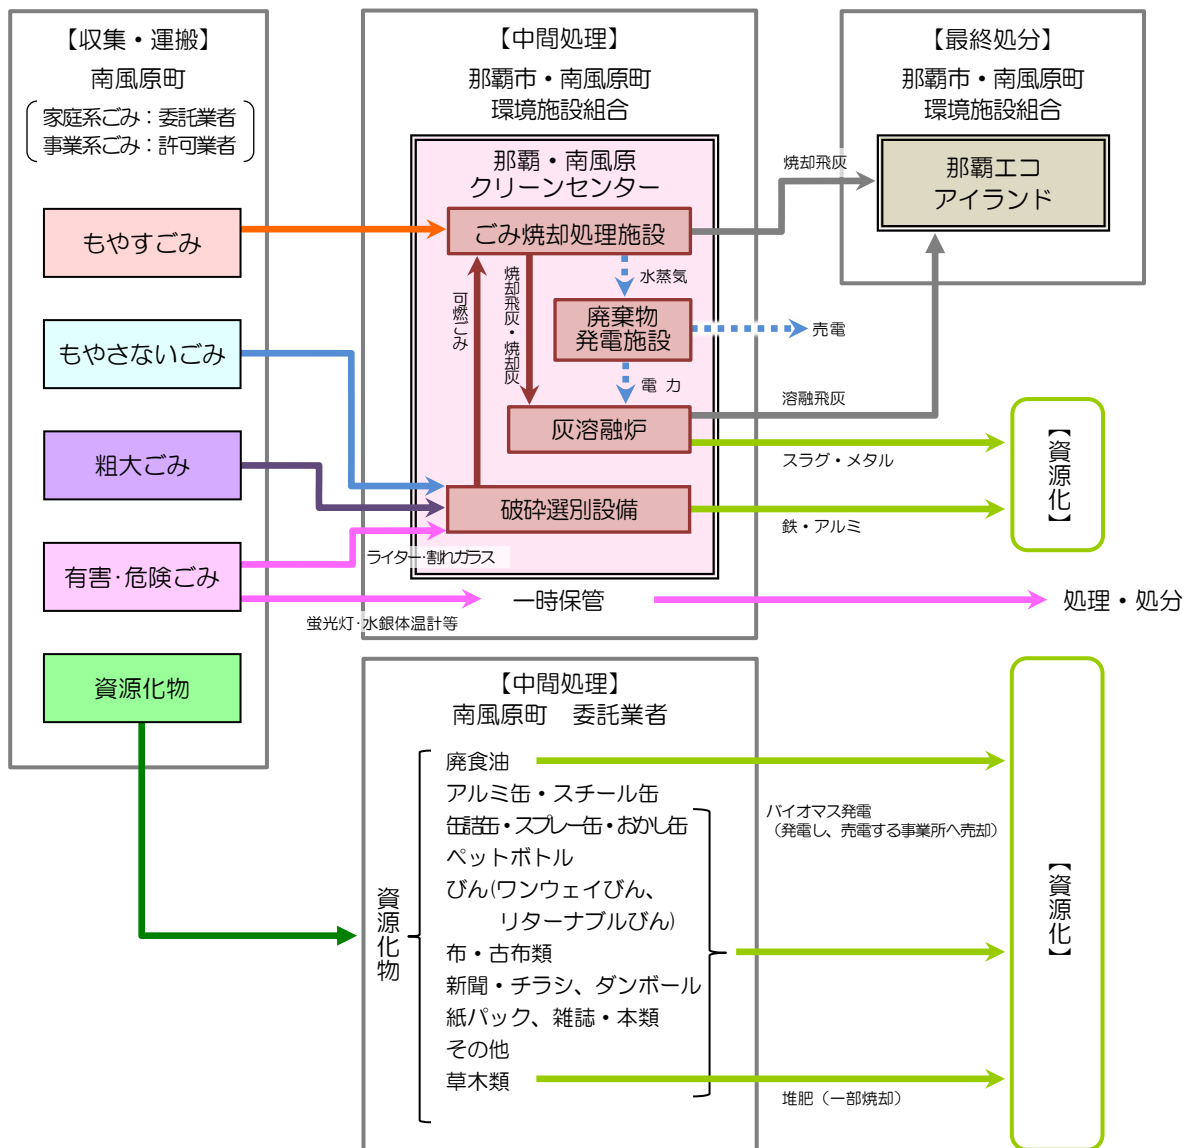 【収集・運搬】
南風原町
家庭系ごみ：委託業者
事業系ごみ：許可業者
もやすごみ
もやさないごみ
粗大ごみ
有害・危険ごみ
資源化物
【中間処理】
那覇市・南風原町
環境施設組合
那覇・南風原
クリーンセンター
ごみ焼却処理施設
可燃ごみ
焼却飛灰・焼却灰
水蒸気
廃棄物
発電施設
売電
電 力
灰溶融炉
破砕選別設備
ライター・割れガラス
蛍光灯・水銀体温計等
一時保管
処理・処分
【最終処分】
那覇市・南風原町
環境施設組合
焼却飛灰
那覇エコ
アイランド
溶融飛灰
スラグ・メタル
鉄・アルミ
【資源化】
【中間処理】
南風原町　委託業者
資源化物
廃食油
アルミ缶・スチール缶
缶詰缶・スプレー缶・おかし缶
ペットボトル
びん(ワンウェイびん、
リターナブルびん)
布・古布類
新聞・チラシ、ダンボール
紙パック、雑誌・本類
その他
草木類
バイオマス発電
（発電し、売電する事業所へ売却）
堆肥（一部焼却）
【資源化】